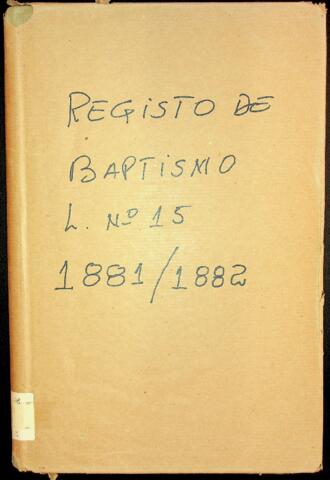 REGISTO DE
BAPTISMO
L. Nº 15
1881/1882